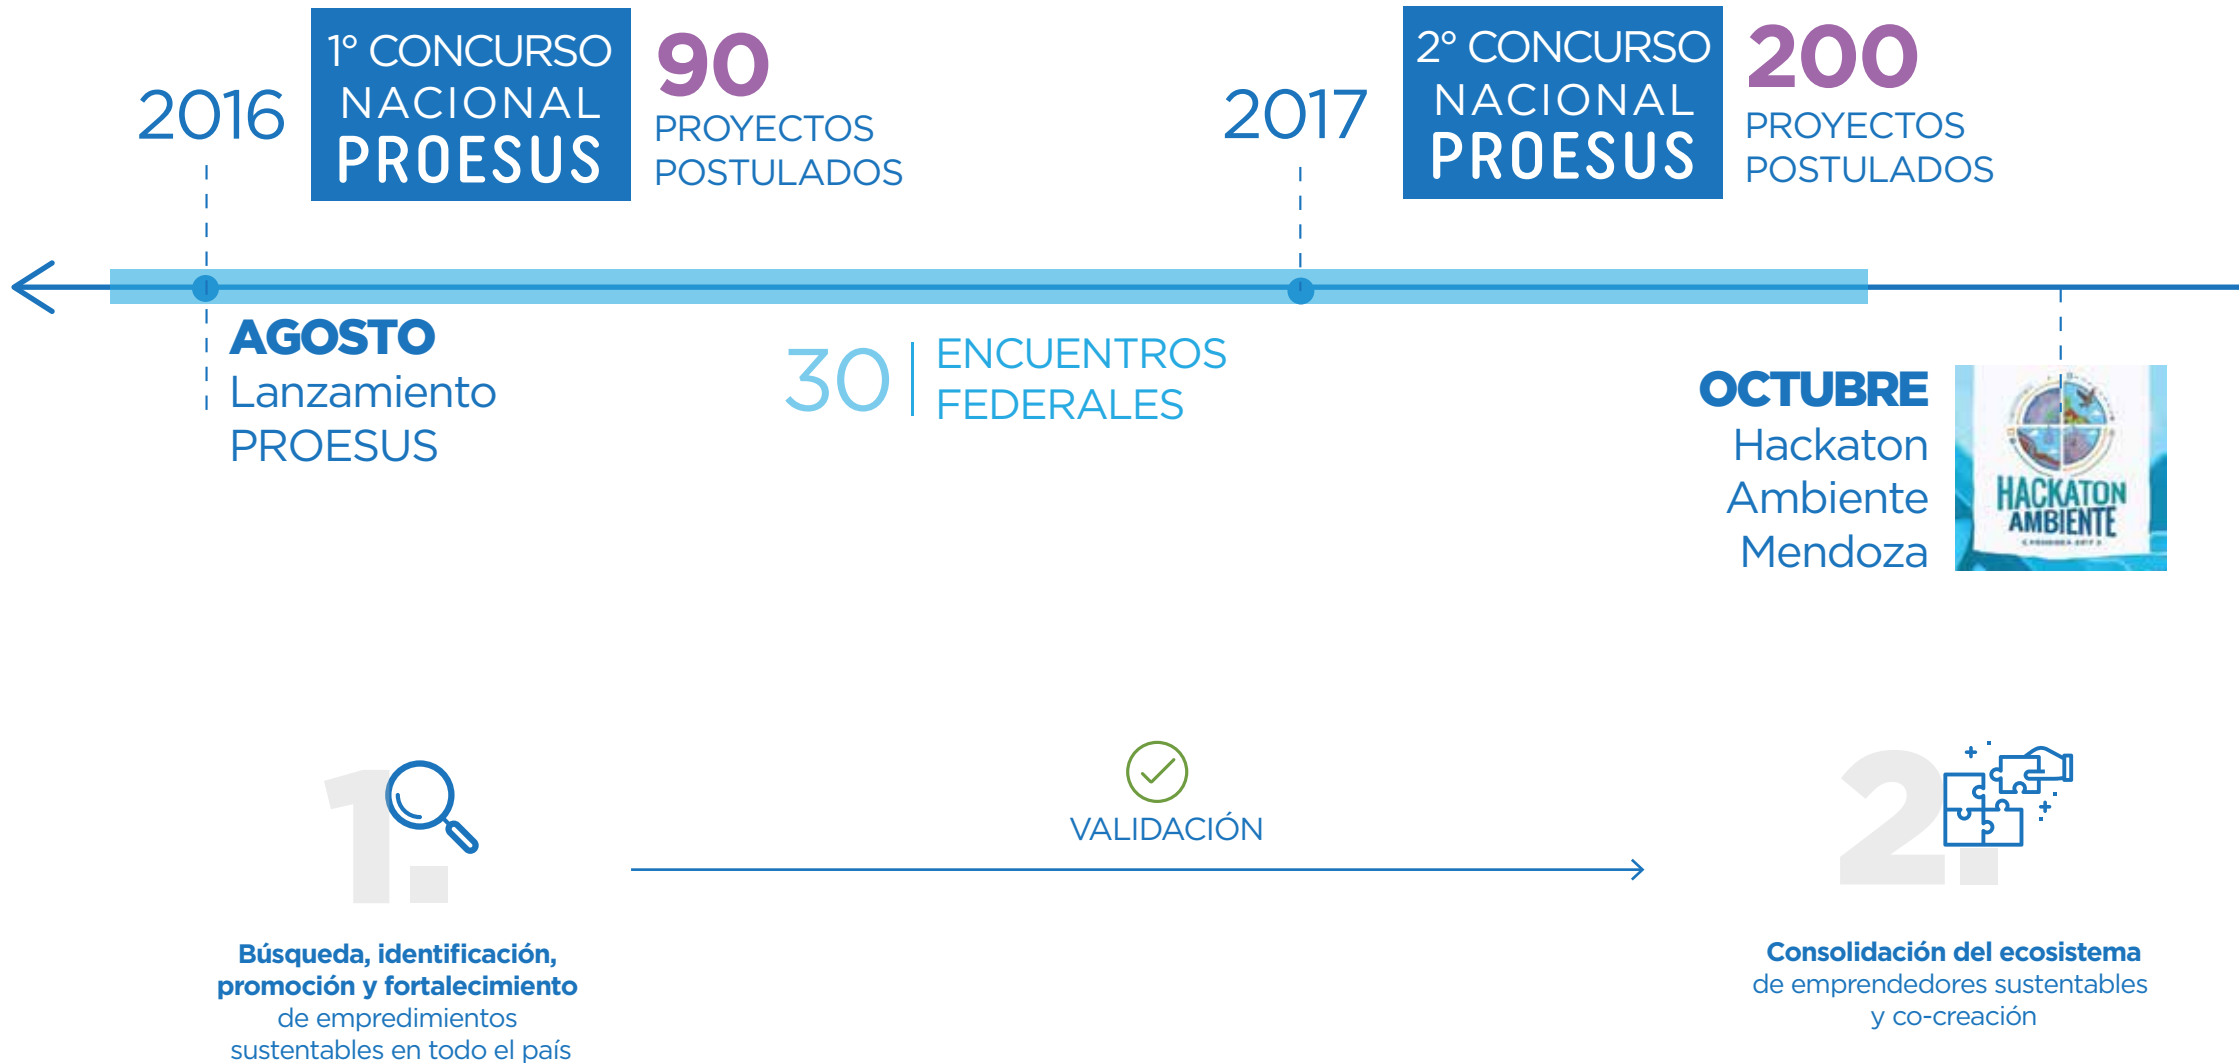 2016
1° CONCURSO
NACIONAL
PROESUS
90
PROYECTOS
POSTULADOS
2017
2° CONCURSO
NACIONAL
PROESUS
200
PROYECTOS
POSTULADOS
AGOSTO
Lanzamiento
PROESUS
30
ENCUENTROS
FEDERALES
OCTUBRE
Hackaton
Ambiente
Mendoza
HACKATON
AMBIENTE
1.
VALIDACIÓN
2.
Búsqueda, identificación,
promoción y fortalecimiento
de empredimientos
sustentables en todo el país
Consolidación del ecosistema
de emprendedores sustentables
y co-creación